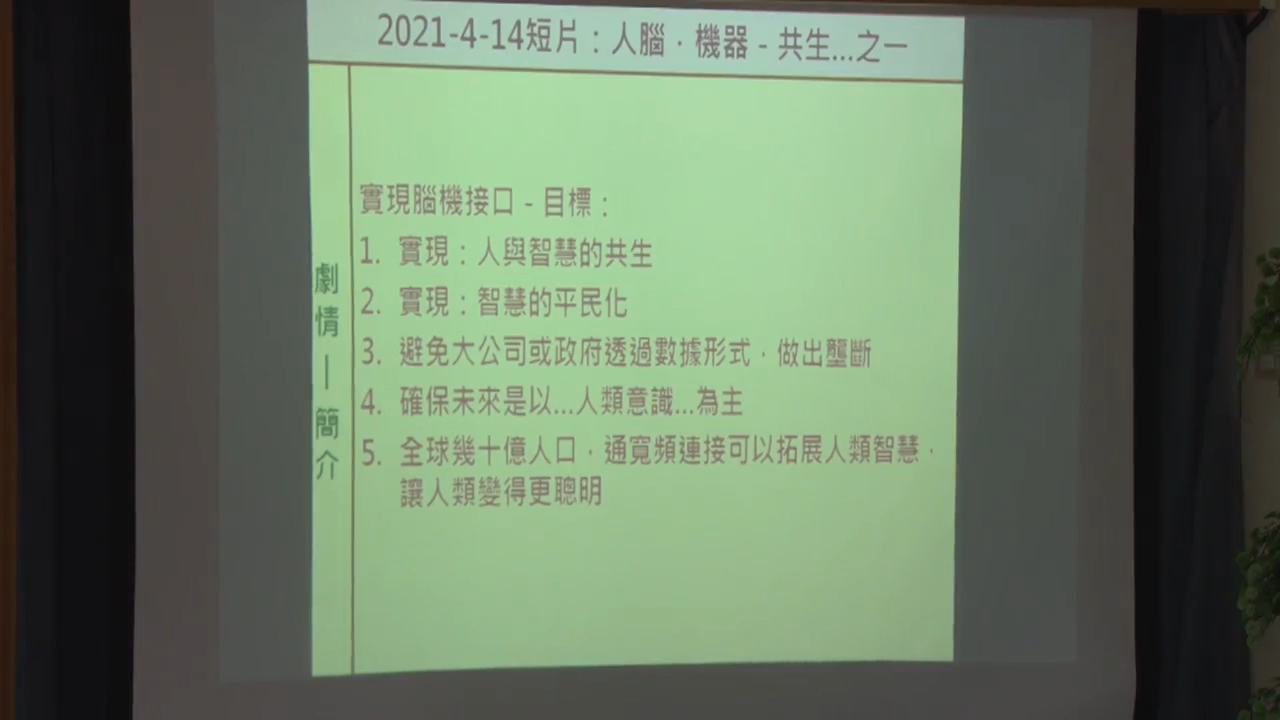 2021-4-14短片：人腦．機器－共生...之一
劇情｜簡介
實現腦機接口－目標：
1. 實現：人與智慧的共生
2. 實現：智慧的平民化
3. 避免大公司或政府透過數據形式，做出壟斷
4. 確保未來是以...人類意識...為主
5. 全球幾十億人口，通寬頻連接可以拓展人類智慧，
讓人類變得更聰明